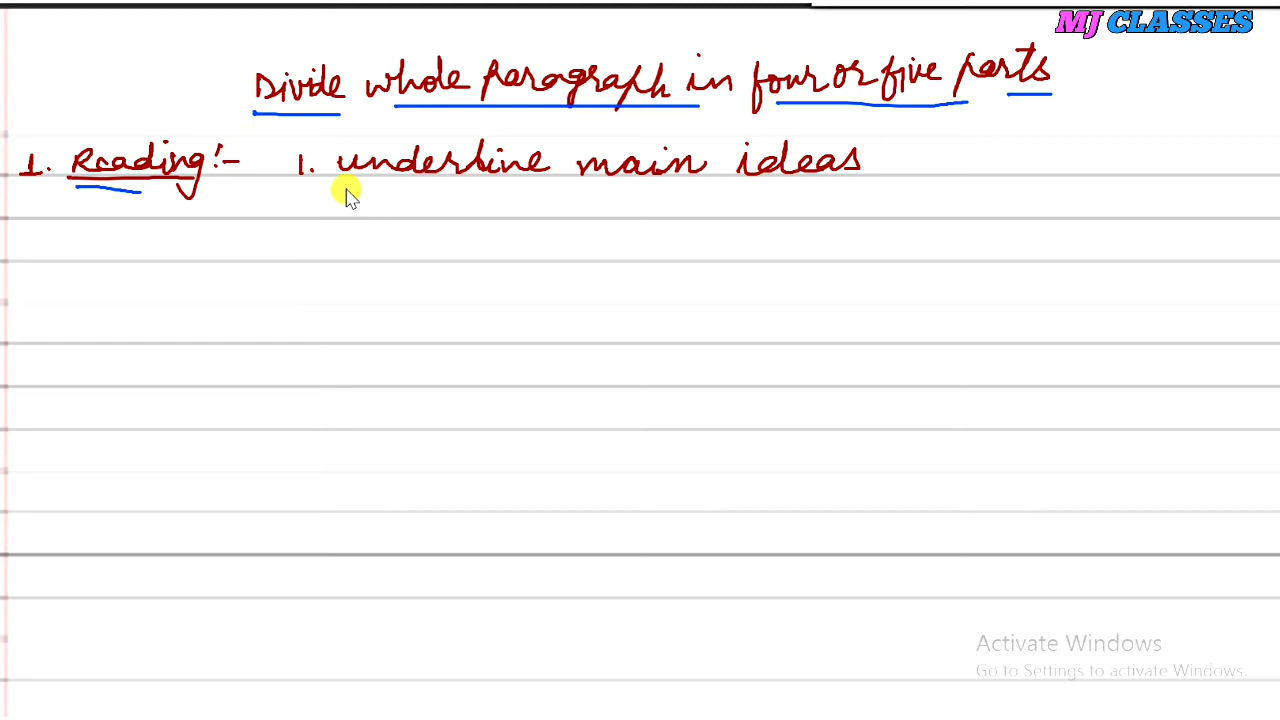 MJ CLASSES
Divide whole Paragraph in four or five parts
1. Reading:- 1. underline main ideas
Activate Windows
Go to Settings to activate Windows.